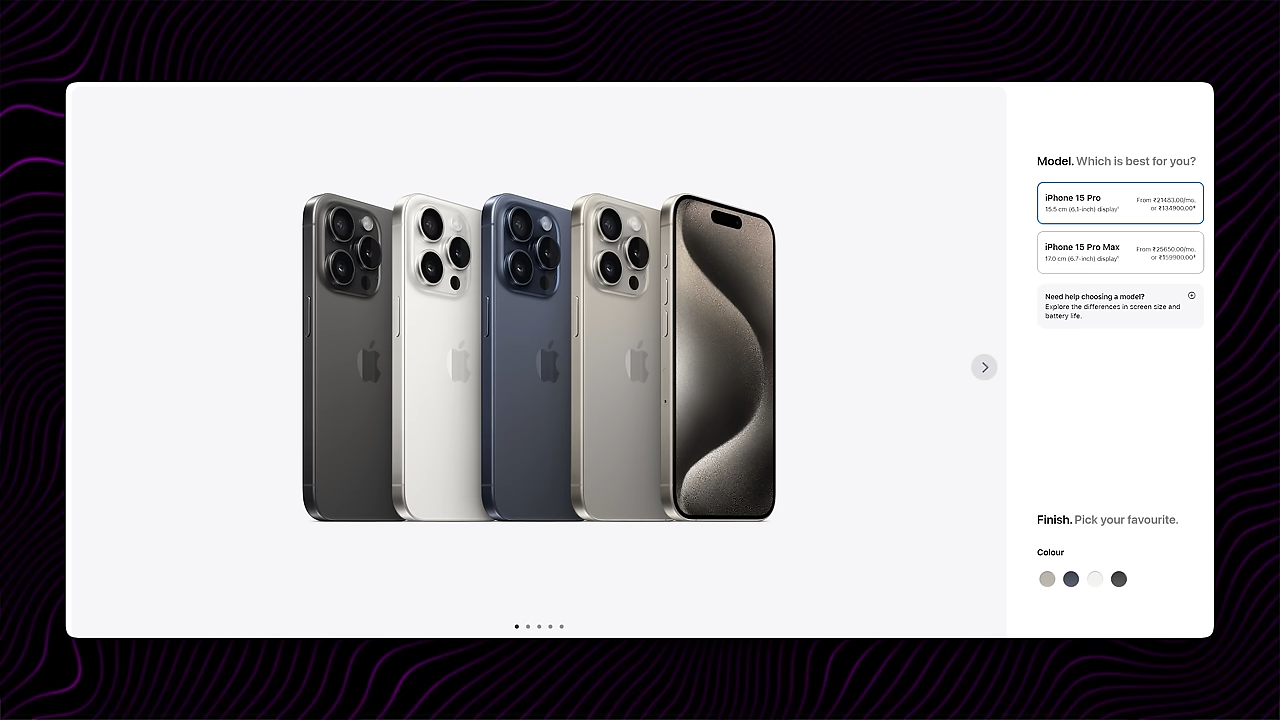 Model. Which is best for you?
iPhone 15 Pro
15.5 cm (6.1-inch) display¹
From ₹21483.00/mo.
or ₹134900.00‡
iPhone 15 Pro Max
17.0 cm (6.7-inch) display¹
From ₹25650.00/mo.
or ₹159900.00‡
Need help choosing a model?
Explore the differences in screen size and
battery life.
Finish. Pick your favourite.
Colour